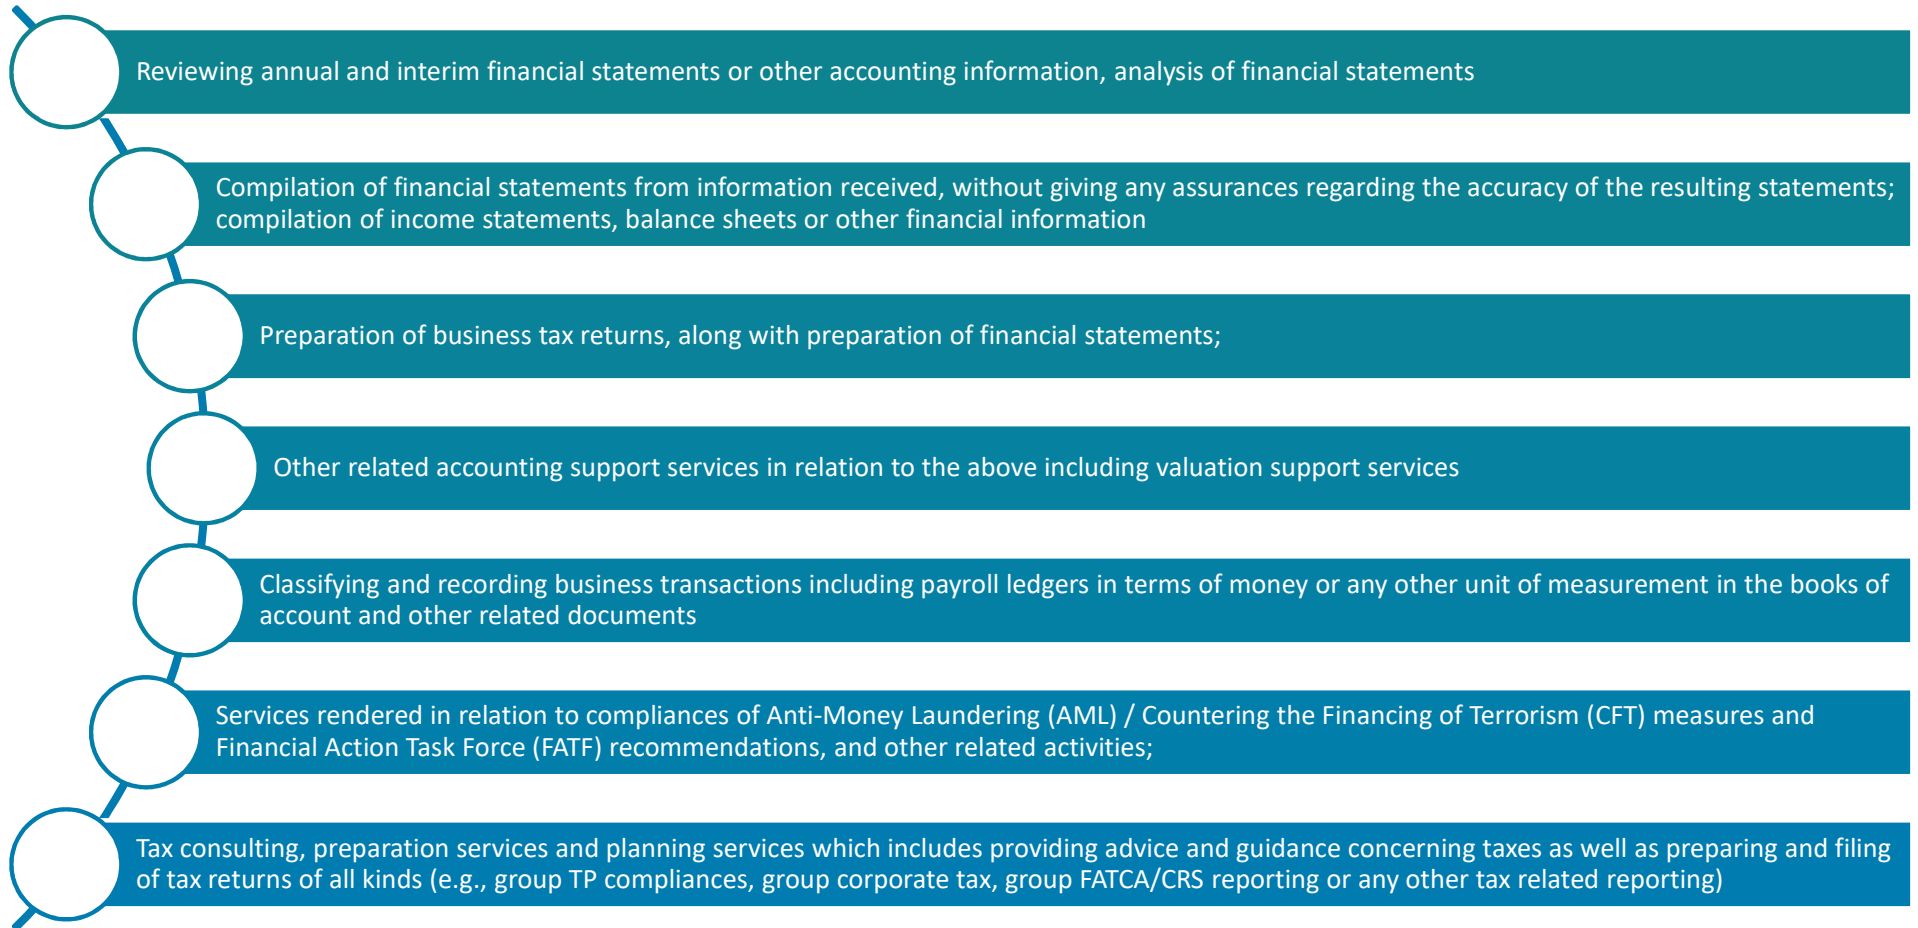 Reviewing annual and interim financial statements or other accounting information, analysis of financial statements
Compilation of financial statements from information received, without giving any assurances regarding the accuracy of the resulting statements;
compilation of income statements, balance sheets or other financial information
Preparation of business tax returns, along with preparation of financial statements;
Other related accounting support services in relation to the above including valuation support services
Classifying and recording business transactions including payroll ledgers in terms of money or any other unit of measurement in the books of
account and other related documents
Services rendered in relation to compliances of Anti-Money Laundering (AML) / Countering the Financing of Terrorism (CFT) measures and
Financial Action Task Force (FATF) recommendations, and other related activities;
Tax consulting, preparation services and planning services which includes providing advice and guidance concerning taxes as well as preparing and filing
of tax returns of all kinds (e.g., group TP compliances, group corporate tax, group FATCA/CRS reporting or any other tax related reporting)